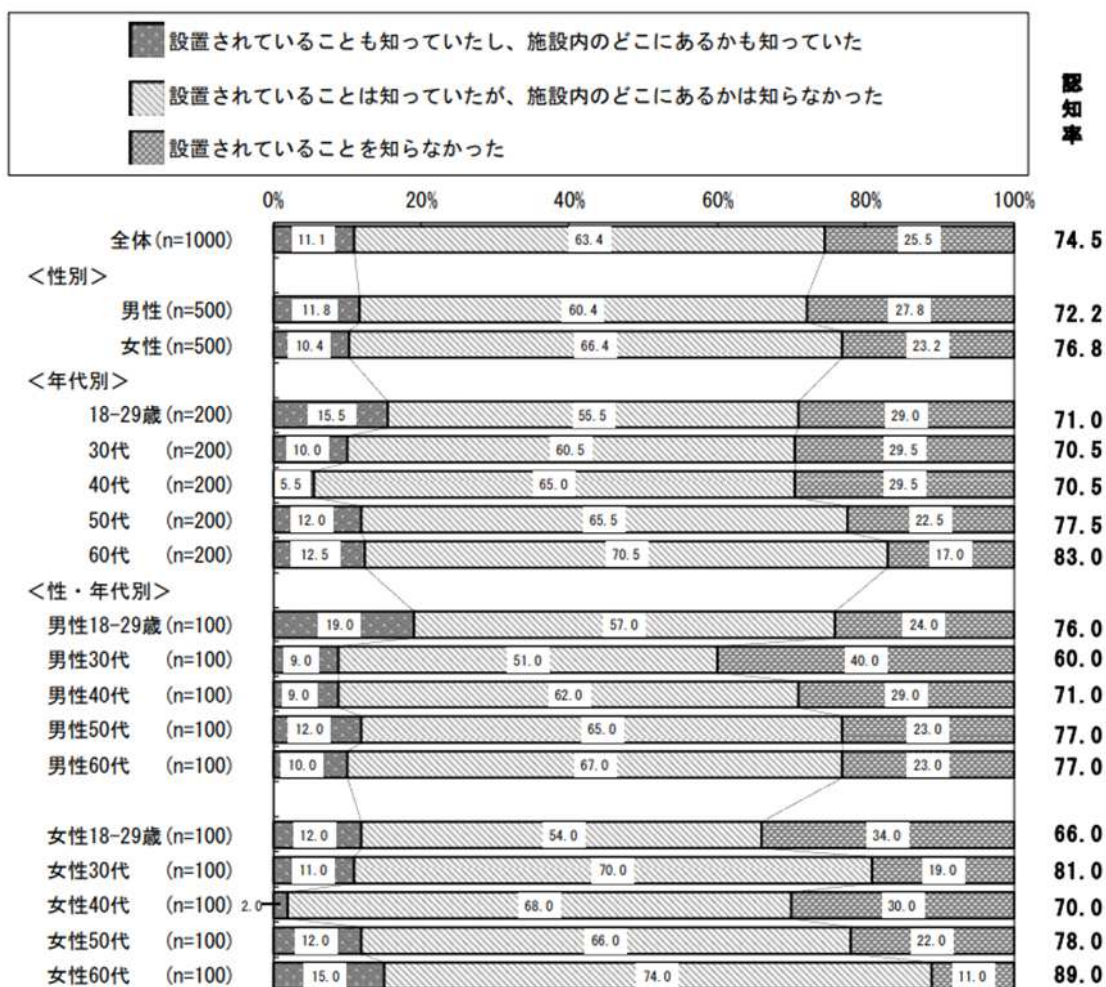 設置されていることも知っていたし、施設内のどこにあるかも知っていた
設置されていることは知っていたが、施設内のどこにあるかは知らなかった
設置されていることを知らなかった
認知率
0% 20% 40% 60% 80% 100%
全体(n=1000) 11.1 63.4 25.5 74.5
＜性別＞
男性(n=500) 11.8 60.4 27.8 72.2
女性(n=500) 10.4 66.4 23.2 76.8
＜年代別＞
18-29歳(n=200) 15.5 55.5 29.0 71.0
30代 (n=200) 10.0 60.5 29.5 70.5
40代 (n=200) 5.5 65.0 29.5 70.5
50代 (n=200) 12.0 65.5 22.5 77.5
60代 (n=200) 12.5 70.5 17.0 83.0
＜性・年代別＞
男性18-29歳(n=100) 19.0 57.0 24.0 76.0
男性30代 (n=100) 9.0 51.0 40.0 60.0
男性40代 (n=100) 9.0 62.0 29.0 71.0
男性50代 (n=100) 12.0 65.0 23.0 77.0
男性60代 (n=100) 10.0 67.0 23.0 77.0
女性18-29歳(n=100) 12.0 54.0 34.0 66.0
女性30代 (n=100) 11.0 70.0 19.0 81.0
女性40代 (n=100) 2.0 68.0 30.0 70.0
女性50代 (n=100) 12.0 66.0 22.0 78.0
女性60代 (n=100) 15.0 74.0 11.0 89.0